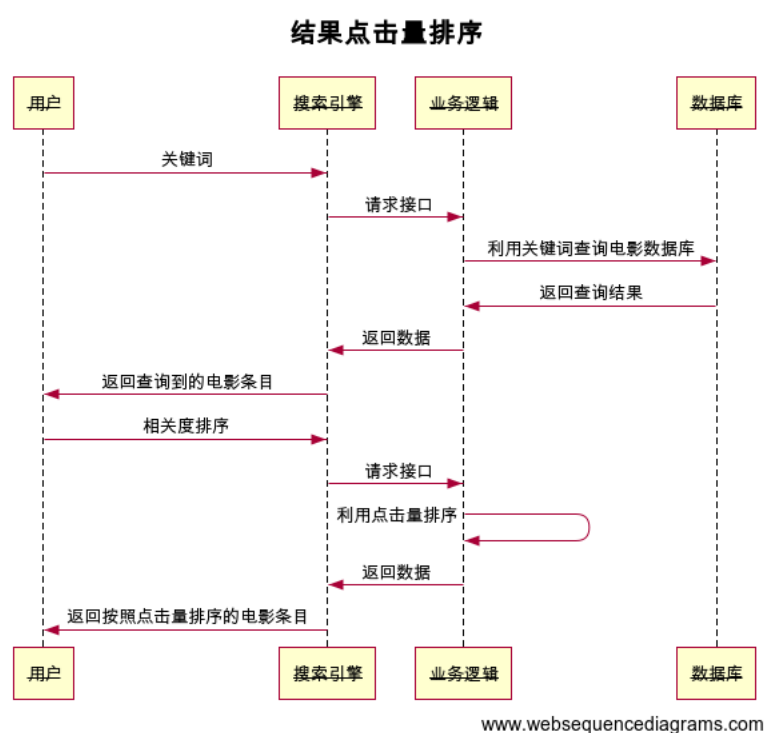 结果点击量排序
用户 搜索引擎 业务逻辑 数据库
关键词
请求接口
利用关键词查询电影数据库
返回查询结果
返回数据
返回查询到的电影条目
相关度排序
请求接口
利用点击量排序
返回数据
返回按照点击量排序的电影条目
用户 搜索引擎 业务逻辑 数据库
www.websequencediagrams.com